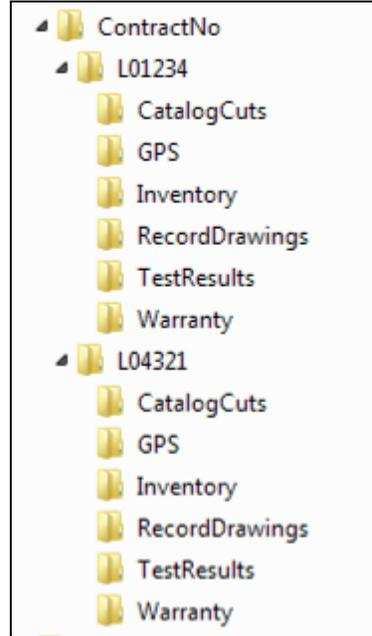 ContractNo
L01234
CatalogCuts
GPS
Inventory
RecordDrawings
TestResults
Warranty
L04321
CatalogCuts
GPS
Inventory
RecordDrawings
TestResults
Warranty